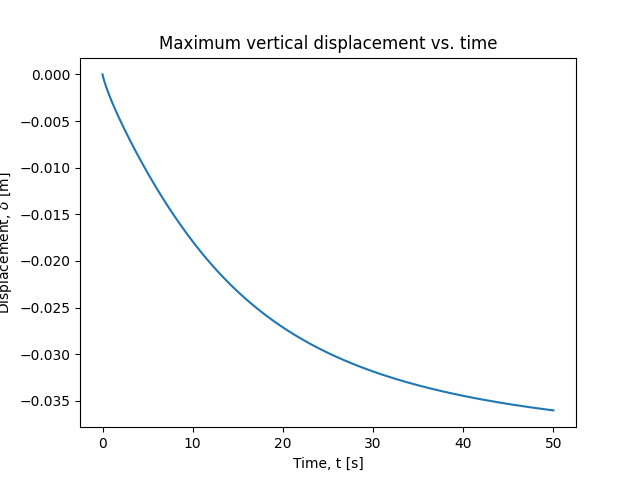 Maximum vertical displacement vs. time
0.000
−0.005
−0.010
−0.015
−0.020
−0.025
−0.030
−0.035
Displacement, δ [m]
0 10 20 30 40 50
Time, t [s]